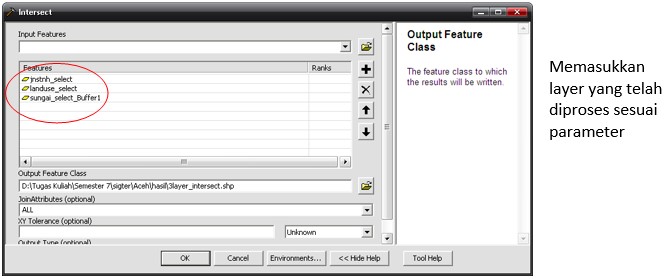 Intersect
Input Features
Features
Ranks
jnstnh_select
landuse_select
sungai_select_Buffer1
Output Feature Class
D:\Tugas Kuliah\Semester 7\sigter\Aceh\hasil\3layer_intersect.shp
JoinAttributes (optional)
ALL
XY Tolerance (optional)
Unknown
Output Type (optional)
OK
Cancel
Environments...
<< Hide Help
Tool Help
Output Feature
Class
The feature class to which
the results will be written.
Memasukkan
layer yang telah
diproses sesuai
parameter